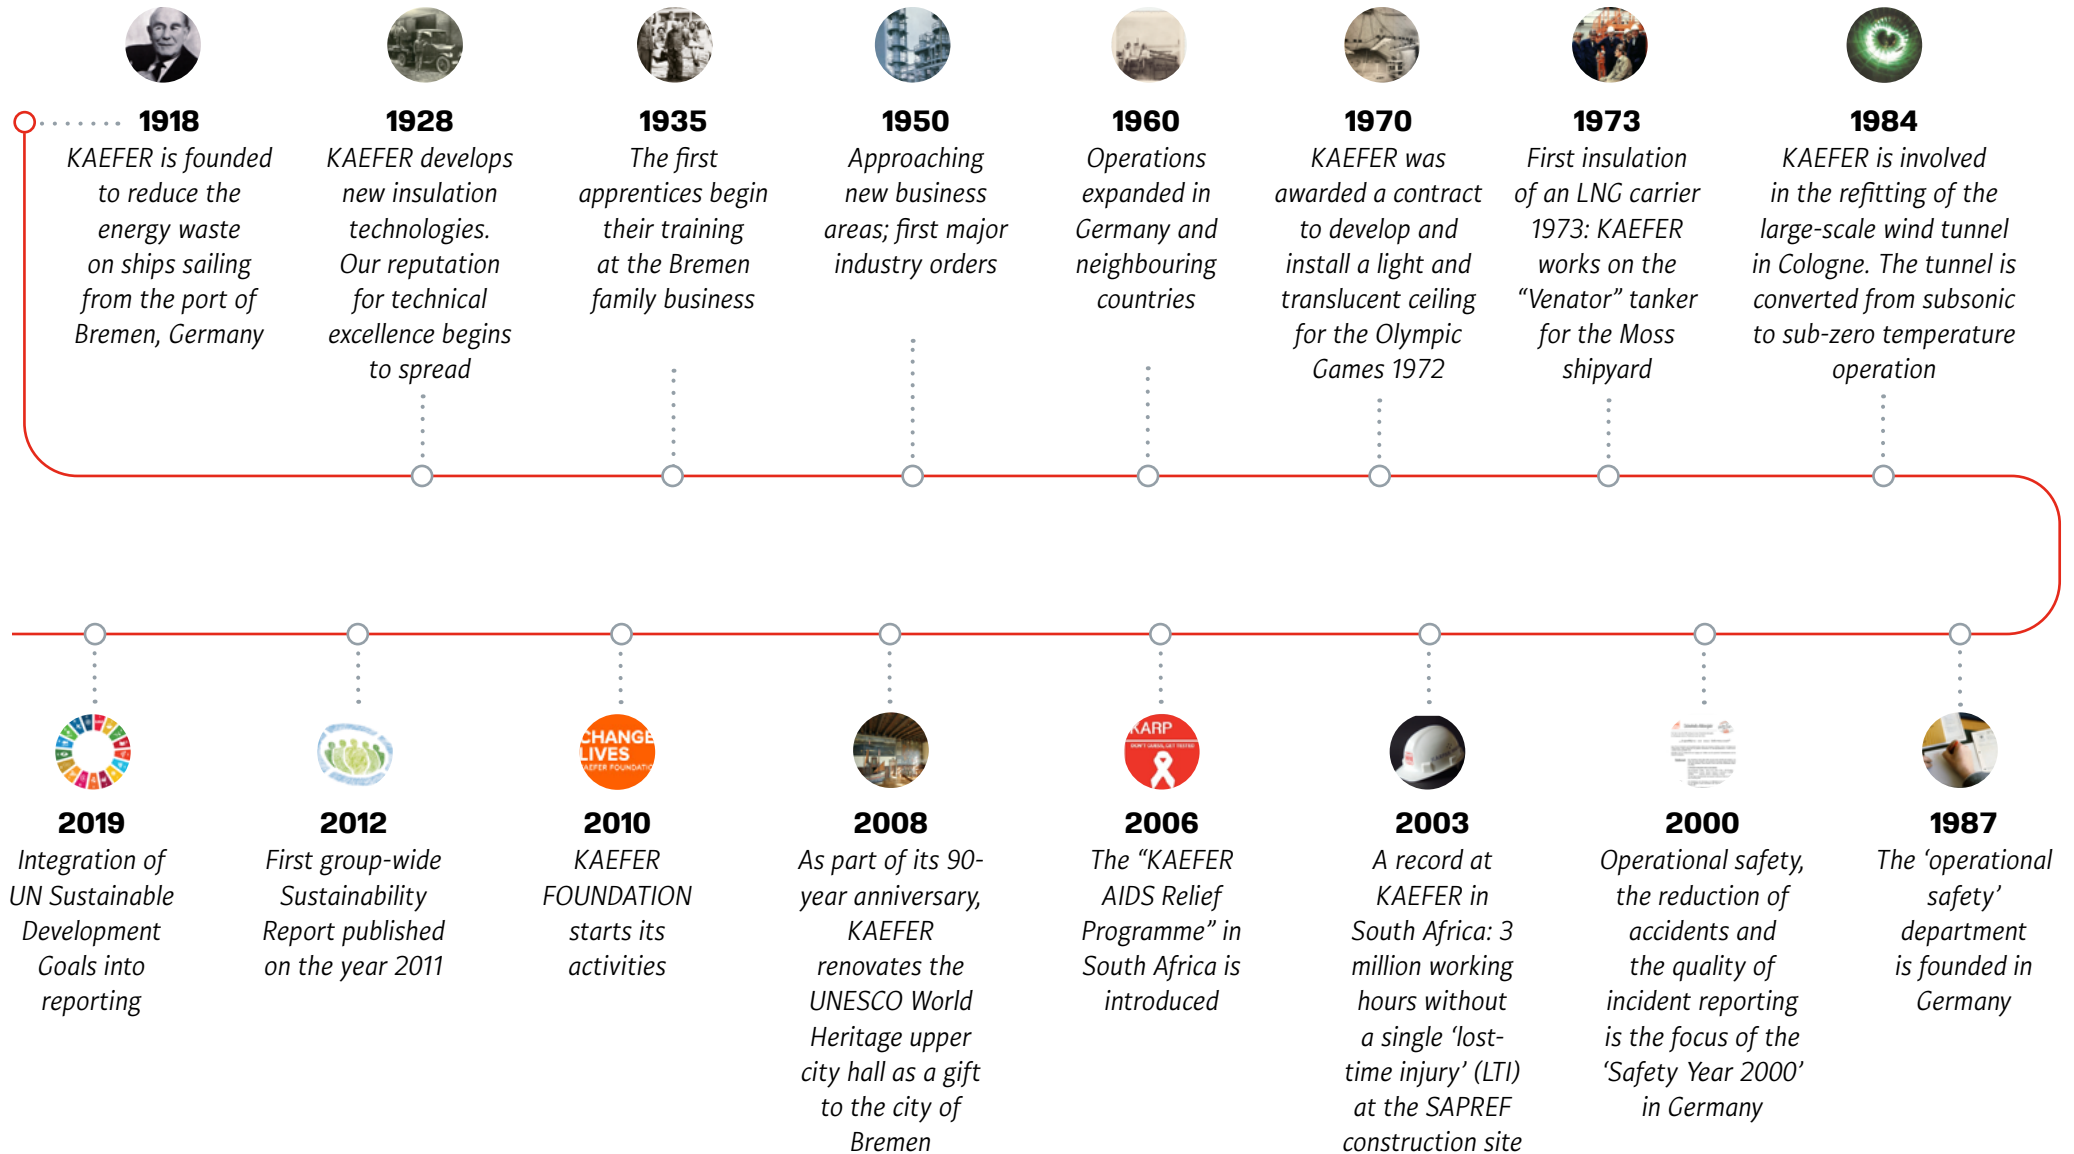 1918
KAEFER is founded
to reduce the
energy waste
on ships sailing
from the port of
Bremen, Germany
1928
KAEFER develops
new insulation
technologies.
Our reputation
for technical
excellence begins
to spread
1935
The first
apprentices begin
their training
at the Bremen
family business
1950
Approaching
new business
areas; first major
industry orders
1960
Operations
expanded in
Germany and
neighbouring
countries
1970
KAEFER was
awarded a contract
to develop and
install a light and
translucent ceiling
for the Olympic
Games 1972
1973
First insulation
of an LNG carrier
1973: KAEFER
works on the
“Venator” tanker
for the Moss
shipyard
1984
KAEFER is involved
in the refitting of the
large-scale wind tunnel
in Cologne. The tunnel is
converted from subsonic
to sub-zero temperature
operation
2019
Integration of
UN Sustainable
Development
Goals into
reporting
2012
First group-wide
Sustainability
Report published
on the year 2011
CHANGE
LIVES
AEFER FOUNDATIO
2010
KAEFER
FOUNDATION
starts its
activities
2008
As part of its 90-
year anniversary,
KAEFER
renovates the
UNESCO World
Heritage upper
city hall as a gift
to the city of
Bremen
KARP
DON'T GUESS, GET TESTED
2006
The “KAEFER
AIDS Relief
Programme” in
South Africa is
introduced
2003
A record at
KAEFER in
South Africa: 3
million working
hours without
a single ‘lost-
time injury’ (LTI)
at the SAPREF
construction site
2000
Operational safety,
the reduction of
accidents and
the quality of
incident reporting
is the focus of the
‘Safety Year 2000’
in Germany
1987
The ‘operational
safety’
department
is founded in
Germany